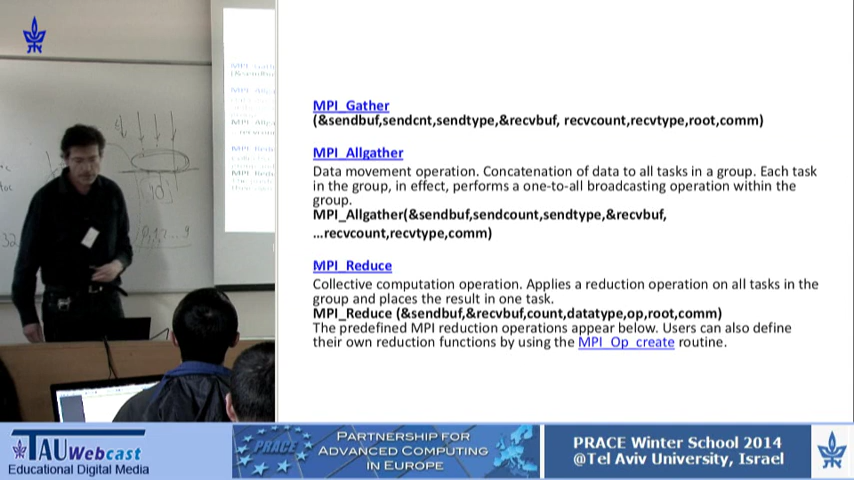 MPI_Gather
(&sendbuf,sendcnt,sendtype,&recvbuf, recvcount,recvtype,root,comm)
MPI_Allgather
Data movement operation. Concatenation of data to all tasks in a group. Each task
in the group, in effect, performs a one-to-all broadcasting operation within the
group.
MPI_Allgather(&sendbuf,sendcount,sendtype,&recvbuf,
...recvcount,recvtype,comm)
MPI_Reduce
Collective computation operation. Applies a reduction operation on all tasks in the
group and places the result in one task.
MPI_Reduce (&sendbuf,&recvbuf,count,datatype,op,root,comm)
The predefined MPI reduction operations appear below. Users can also define
their own reduction functions by using the MPI_Op_create routine.
32
TAU Webcast
Educational Digital Media
PRACE
PARTNERSHIP FOR
ADVANCED COMPUTING
IN EUROPE
PRACE Winter School 2014
@Tel Aviv University, Israel